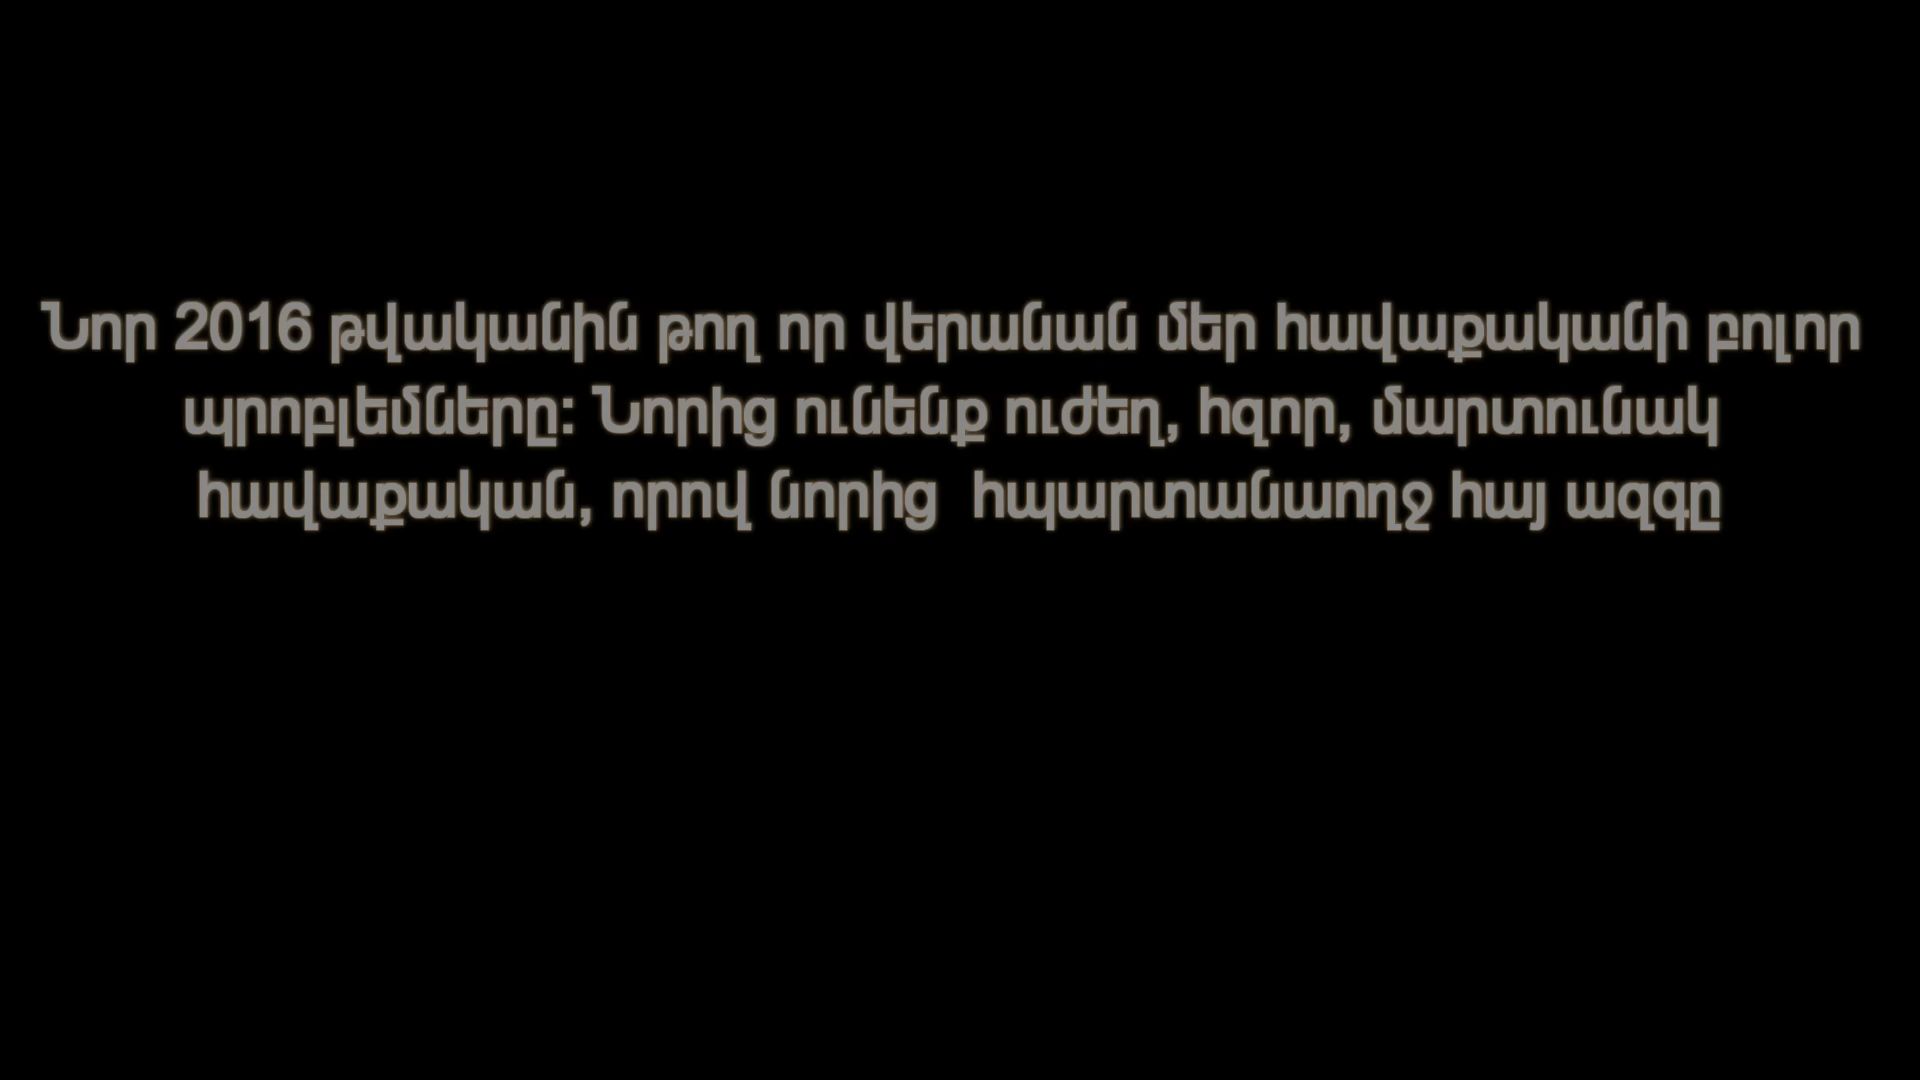 Նոր 2016 թվականին թող որ վերանան մեր հավաքականի բոլոր
պրոբլեմները: Նորից ունենք ուժեղ, հզոր, մարտունակ
հավաքական, որով նորից  հպարտանաողջ հայ ազգը